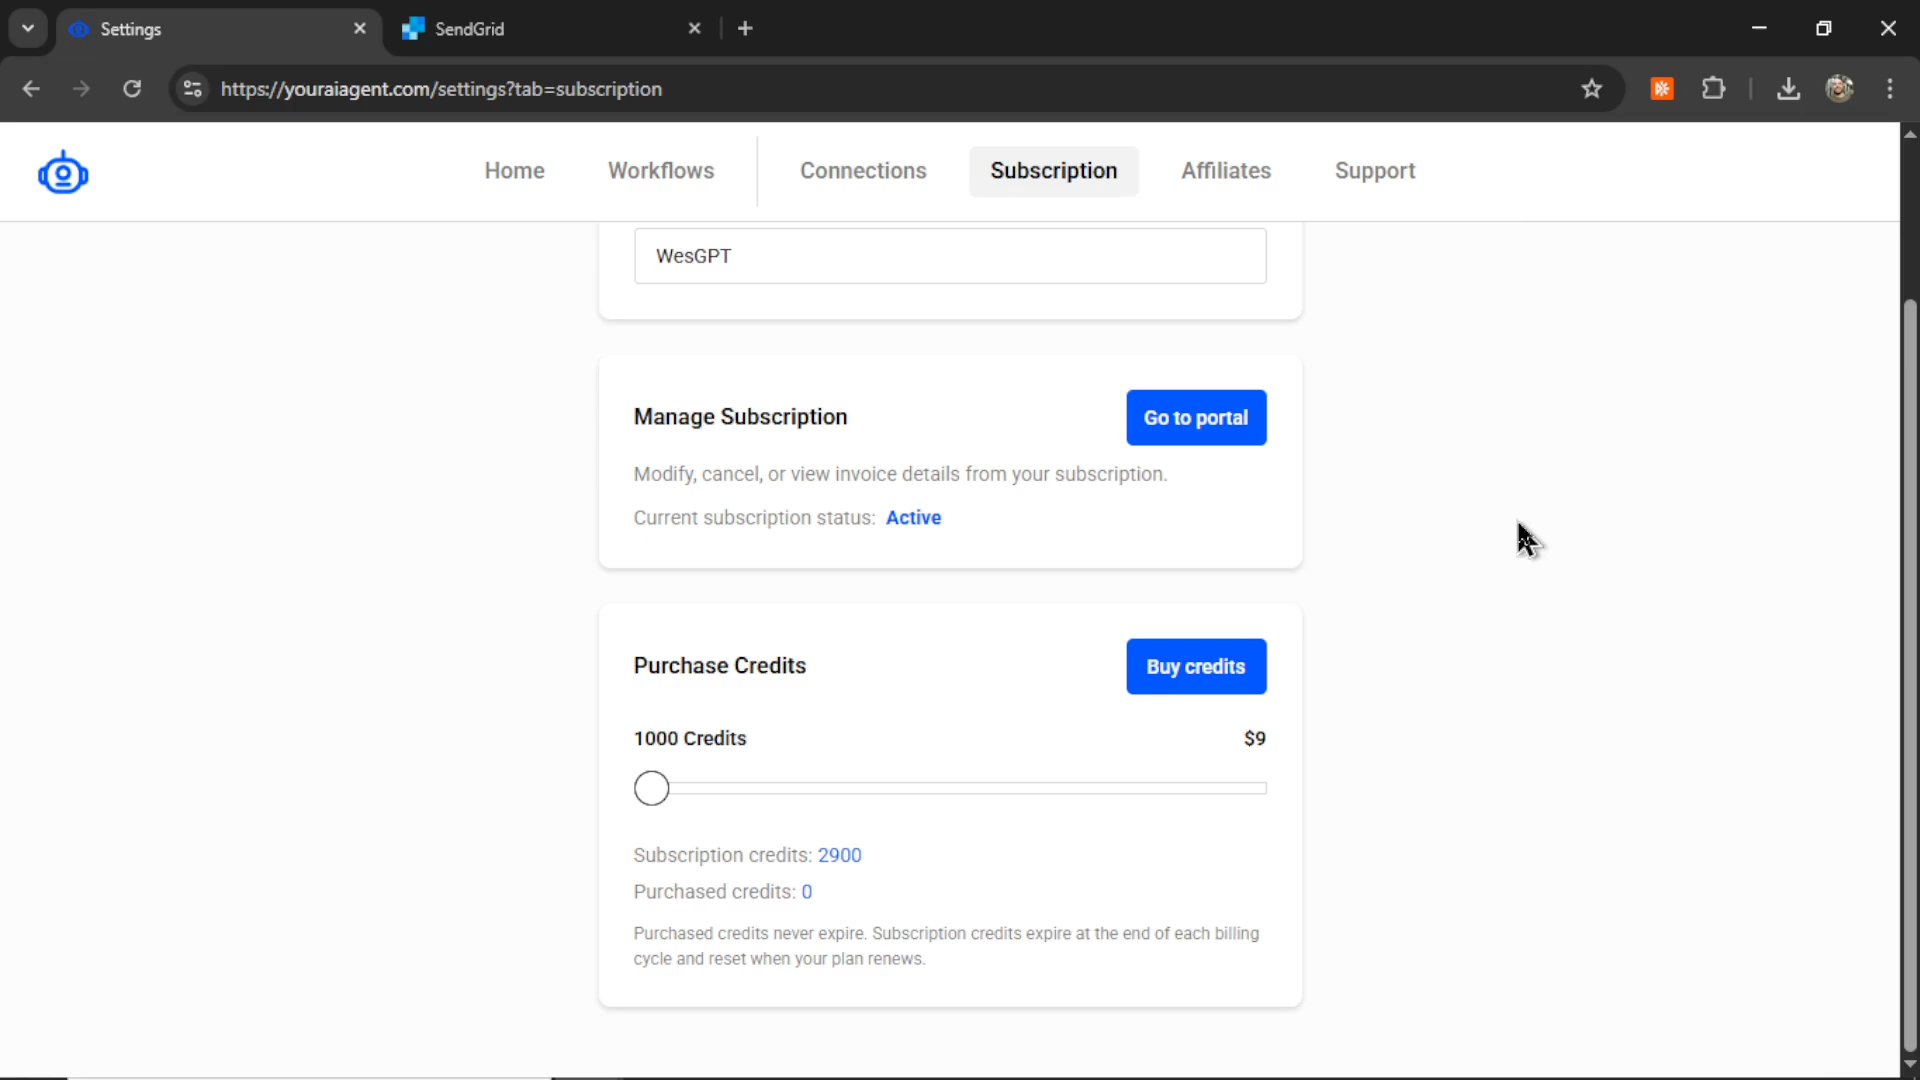 Settings
SendGrid
https://youraiagent.com/settings?tab=subscription
Home
Workflows
Connections
Subscription
Affiliates
Support
WesGPT
Manage Subscription
Go to portal
Modify, cancel, or view invoice details from your subscription.
Current subscription status: Active
Purchase Credits
Buy credits
1000 Credits
$9
Subscription credits: 2900
Purchased credits: 0
Purchased credits never expire. Subscription credits expire at the end of each billing
cycle and reset when your plan renews.